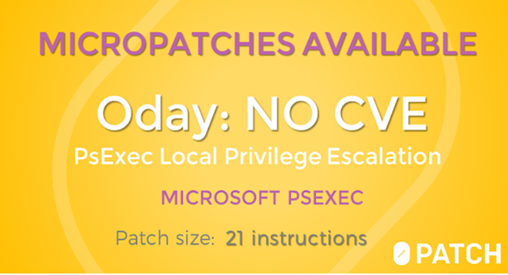 MICROPATCHES AVAILABLE
0day: NO CVE
PsExec Local Privilege Escalation
MICROSOFT PSEXEC
Patch size: 21 instructions
0PATCH